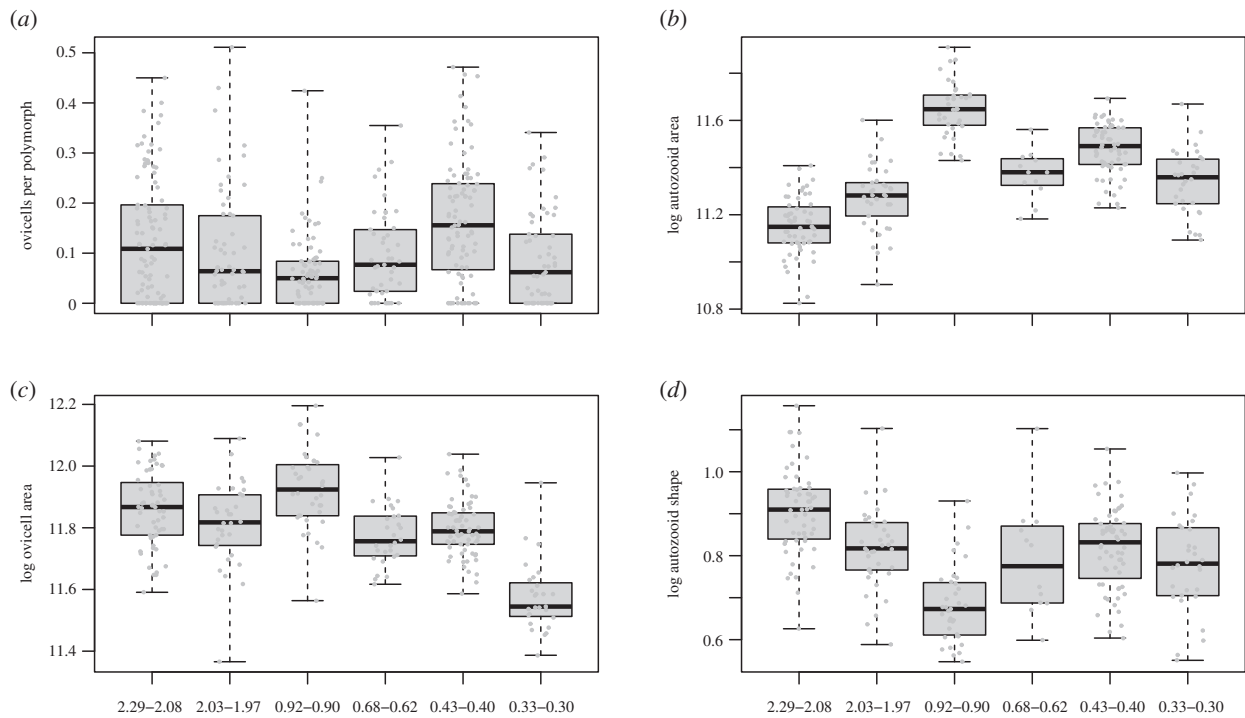 (a)
ovicells per polymorph
0.5
0.4
0.3
0.2
0.1
0
(b)
log autozooid area
11.6
11.2
10.8
(c)
log ovicell area
12.2
12.0
11.8
11.6
11.4
2.29–2.08 2.03–1.97 0.92–0.90 0.68–0.62 0.43–0.40 0.33–0.30
(d)
log autozooid shape
1.0
0.8
0.6
2.29–2.08 2.03–1.97 0.92–0.90 0.68–0.62 0.43–0.40 0.33–0.30